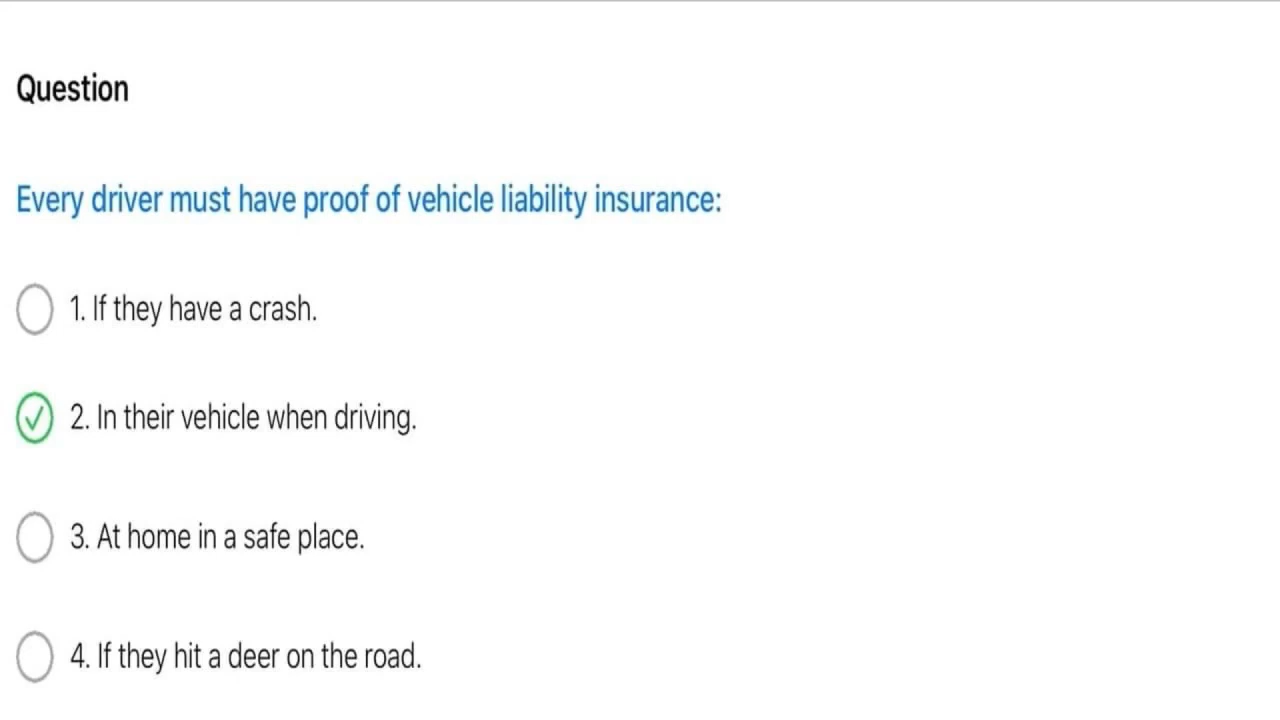 Question
Every driver must have proof of vehicle liability insurance:
1. If they have a crash.
2. In their vehicle when driving.
3. At home in a safe place.
4. If they hit a deer on the road.